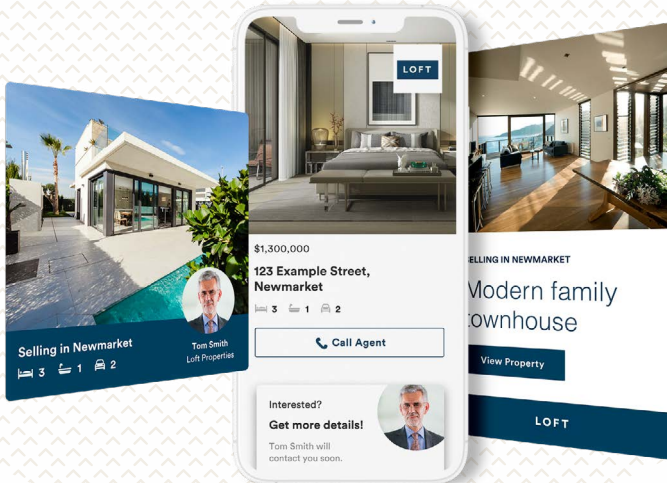 Selling in Newmarket
3 1 2
Tom Smith
Loft Properties
LOFT
$1,300,000
123 Example Street,
Newmarket
3 1 2
Call Agent
Interested?
Get more details!
Tom Smith will
contact you soon.
ELLING IN NEWMARKET
Modern family
ownhouse
View Property
LOFT